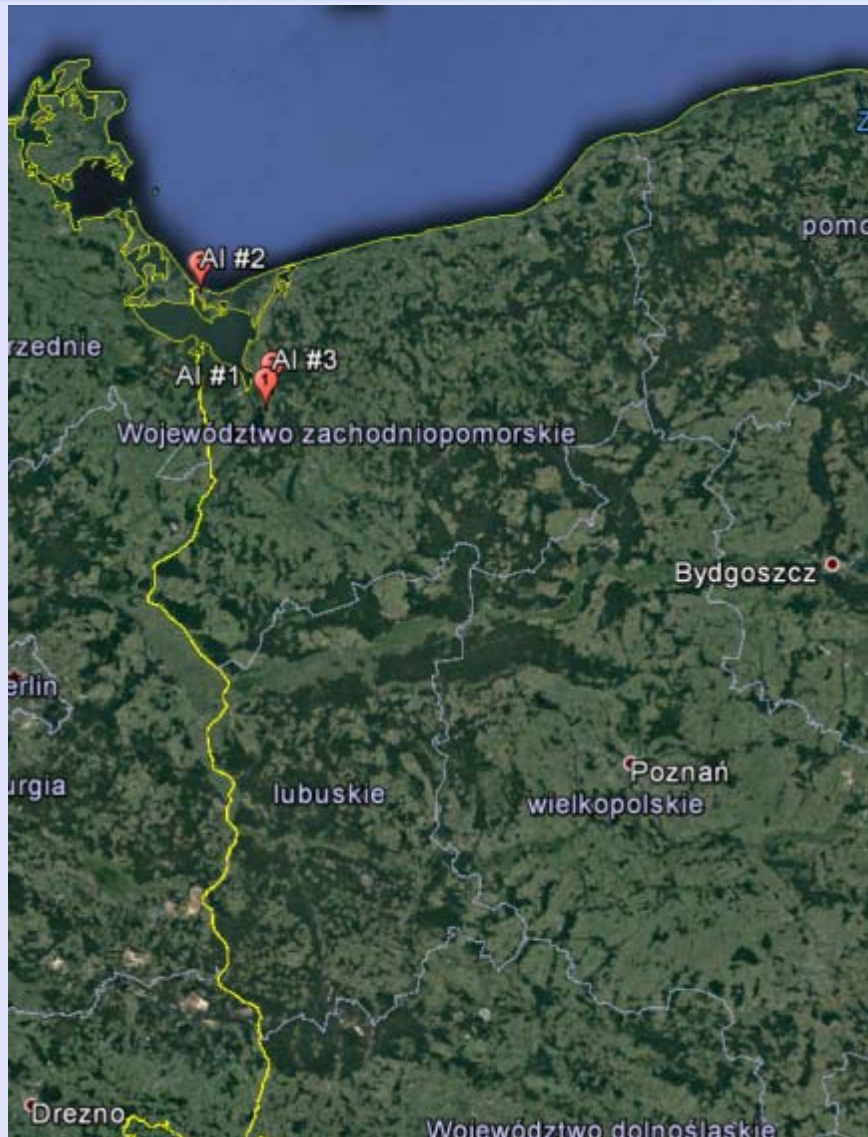 Z
pomo
AI #2
rzednie
AI #1
AI #3
1
Województwo zachodniopomorskie
Bydgoszcz
erlin
Poznań
urgia
lubuskie
wielkopolskie
Drezno
Województwo dolnośląskie